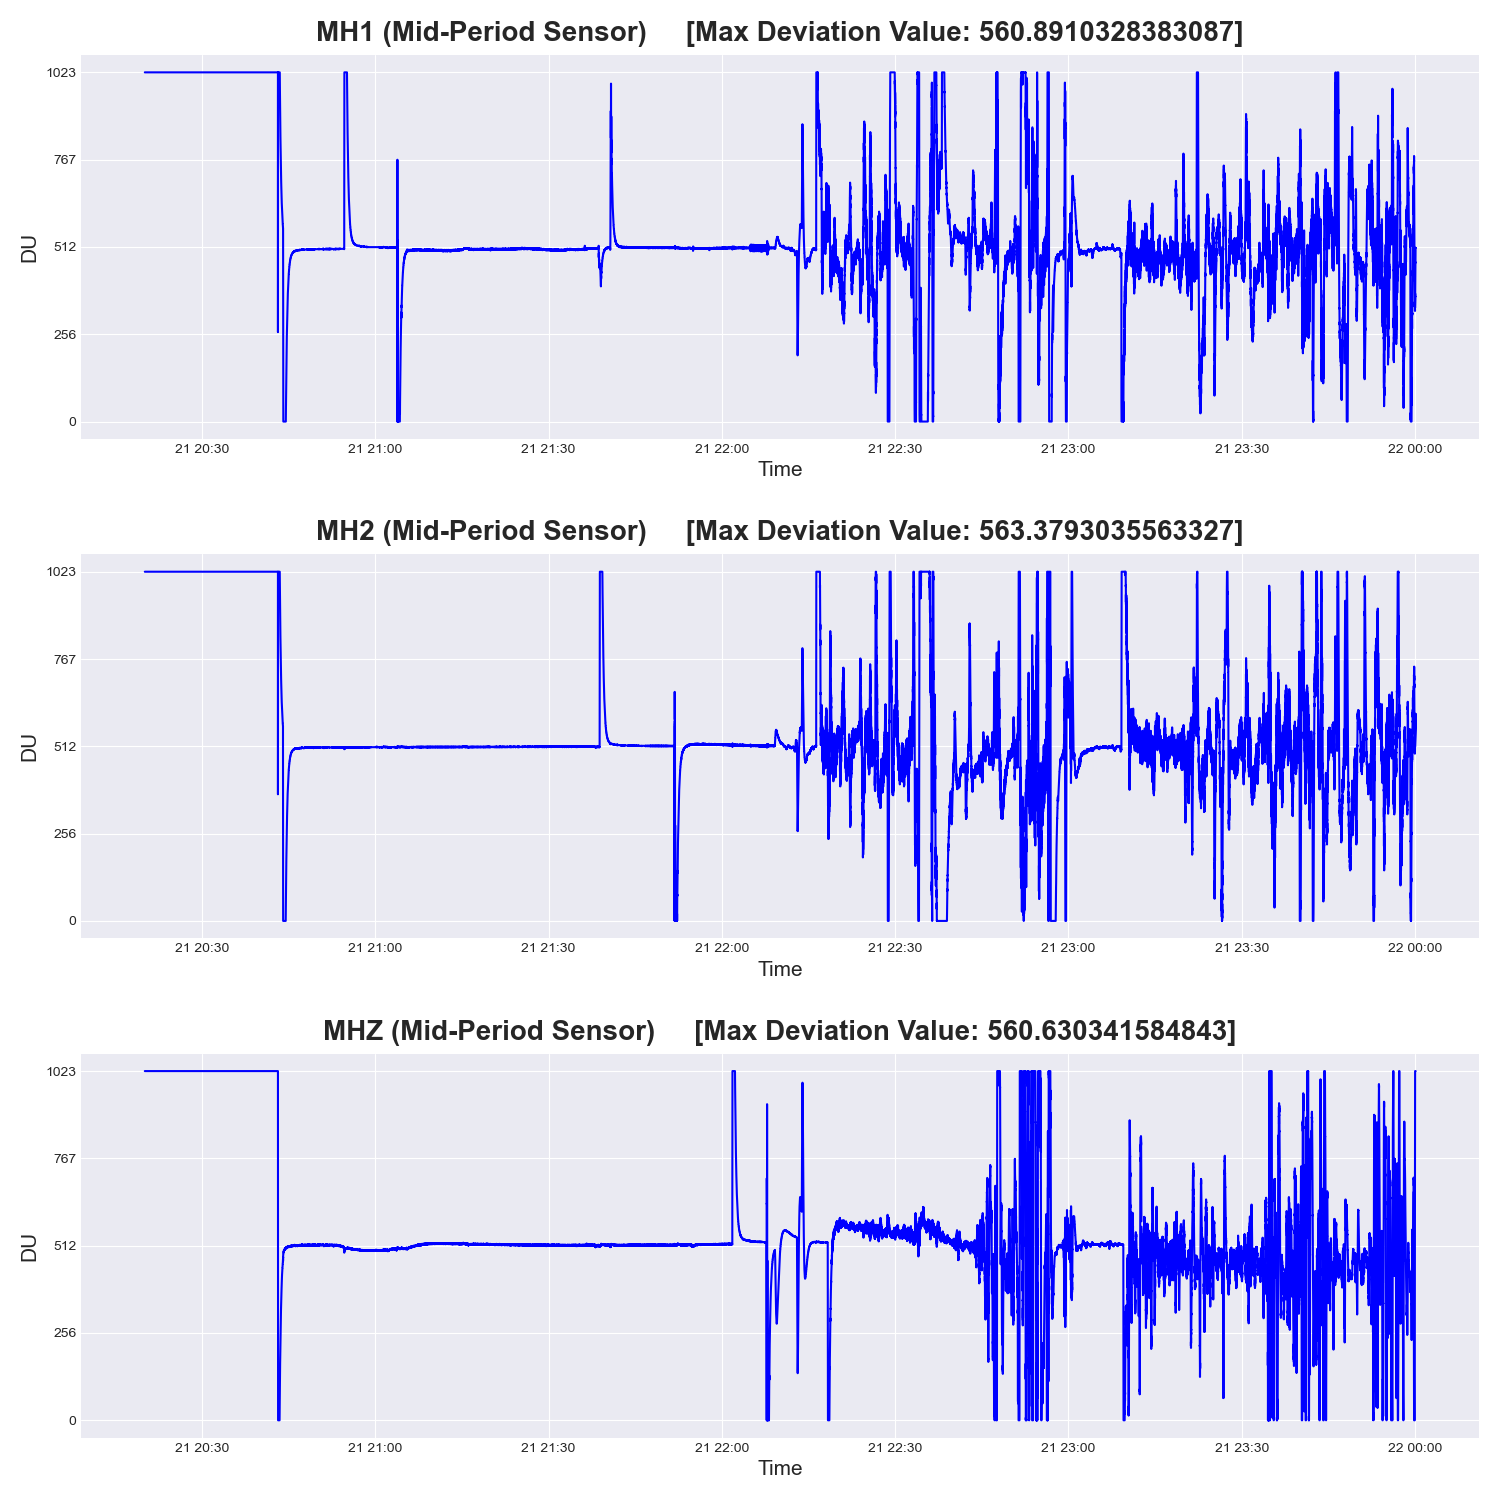 MH1 (Mid-Period Sensor) [Max Deviation Value: 560.8910328383087]
1023
767
512
256
0
DU
21 20:30 21 21:00 21 21:30 21 22:00 21 22:30 21 23:00 21 23:30 22 00:00
Time
MH2 (Mid-Period Sensor) [Max Deviation Value: 563.3793035563327]
1023
767
512
256
0
DU
21 20:30 21 21:00 21 21:30 21 22:00 21 22:30 21 23:00 21 23:30 22 00:00
Time
MHZ (Mid-Period Sensor) [Max Deviation Value: 560.630341584843]
1023
767
512
256
0
DU
21 20:30 21 21:00 21 21:30 21 22:00 21 22:30 21 23:00 21 23:30 22 00:00
Time